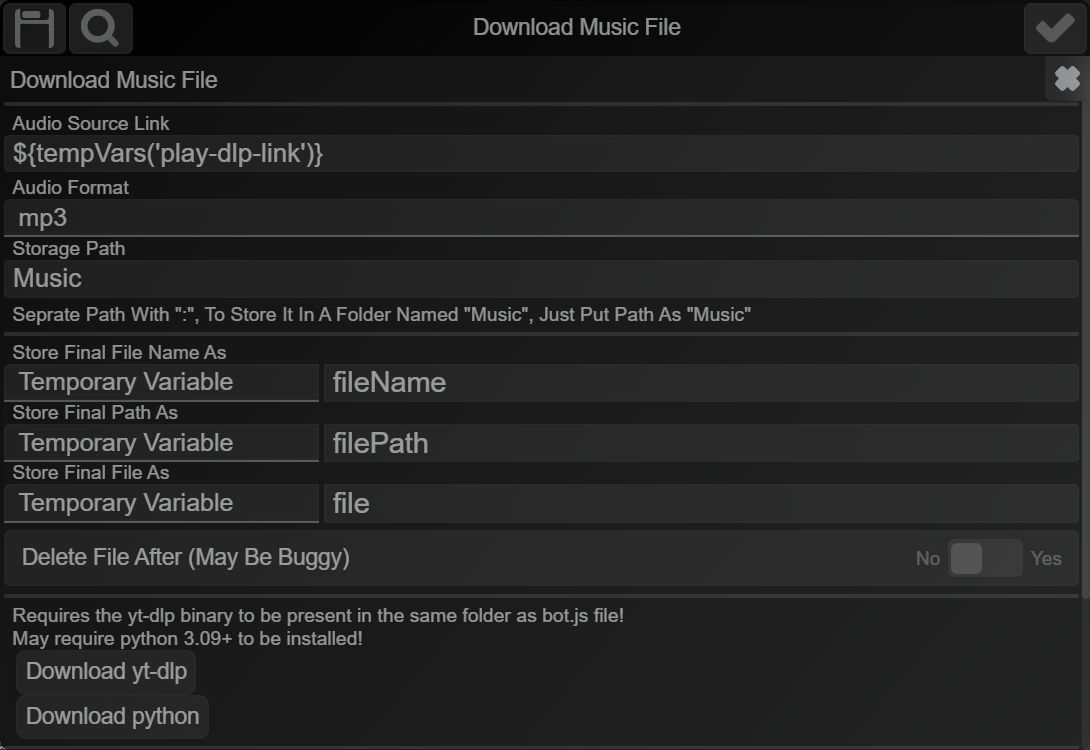 Download Music File
Download Music File
Audio Source Link
${tempVars('play-dlp-link')}
Audio Format
mp3
Storage Path
Music
Seprate Path With ":", To Store It In A Folder Named "Music", Just Put Path As "Music"
Store Final File Name As
Temporary Variable fileName
Store Final Path As
Temporary Variable filePath
Store Final File As
Temporary Variable file
Delete File After (May Be Buggy) No Yes
Requires the yt-dlp binary to be present in the same folder as bot.js file!
May require python 3.09+ to be installed!
Download yt-dlp
Download python